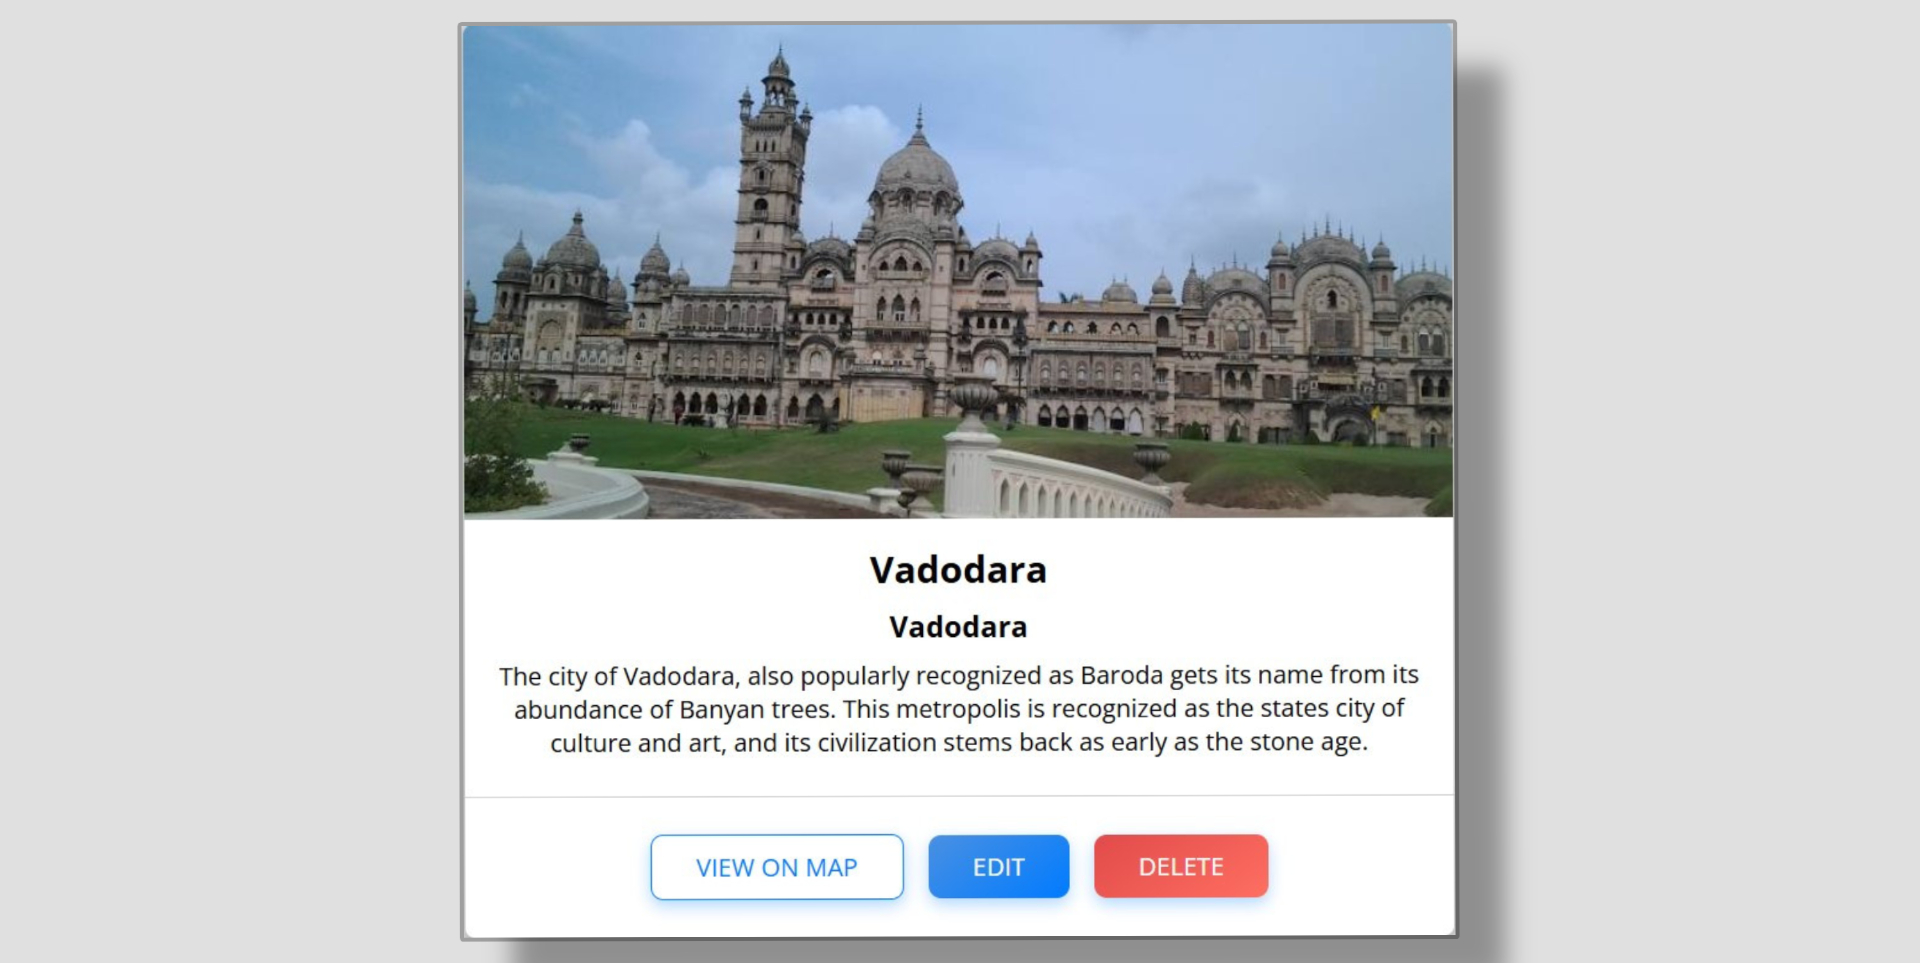 Vadodara
Vadodara
The city of Vadodara, also popularly recognized as Baroda gets its name from its
abundance of Banyan trees. This metropolis is recognized as the states city of
culture and art, and its civilization stems back as early as the stone age.
VIEW ON MAP
EDIT
DELETE